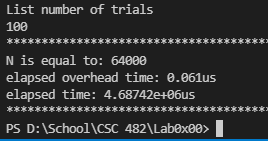 List number of trials
100
****************************************
N is equal to: 64000
elapsed overhead time: 0.061us
elapsed time: 4.68742e+06us
****************************************
PS D:\School\CSC 482\Lab0x00>